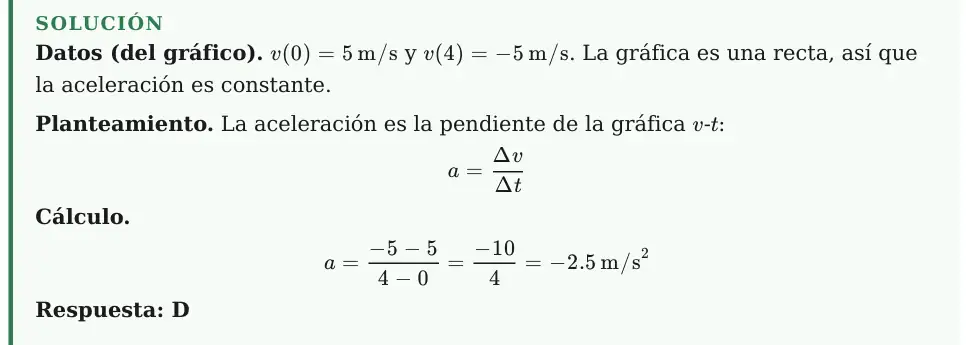 SOLUCIÓN
Datos (del gráfico). v(0) = 5 m/s y v(4) = −5 m/s. La gráfica es una recta, así que
la aceleración es constante.
Planteamiento. La aceleración es la pendiente de la gráfica v-t:
a = Δv / Δt
Cálculo.
a = (−5 − 5) / (4 − 0) = −10 / 4 = −2.5 m/s²
Respuesta: D